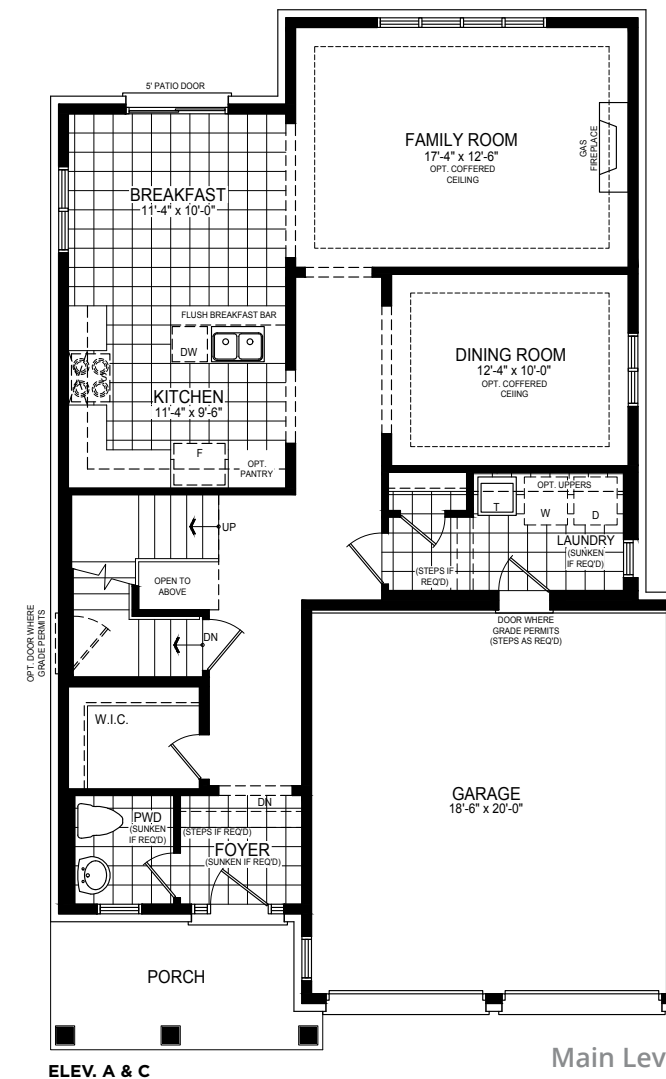 5' PATIO DOOR
FAMILY ROOM
17'-4" x 12'-6"
OPT. COFFERED
CEILING
GAS
FIREPLACE
BREAKFAST
11'-4" x 10'-0"
FLUSH BREAKFAST BAR
DW
DINING ROOM
12'-4" x 10'-0"
OPT. COFFERED
CEIING
KITCHEN
11'-4" x 9'-6"
F
OPT.
PANTRY
OPT. UPPERS
T
W
D
UP
LAUNDRY
(SUNKEN
IF REQ'D)
(STEPS IF
REQ'D)
OPEN TO
ABOVE
OPT. DOOR WHERE
GRADE PERMITS
DN
DOOR WHERE
GRADE PERMITS
(STEPS AS REQ'D)
W.I.C.
GARAGE
18'-6" x 20'-0"
DN
PWD
(SUNKEN
IF REQ'D)
(STEPS IF REQ'D)
FOYER
(SUNKEN IF REQ'D)
PORCH
ELEV. A & C
Main Lev